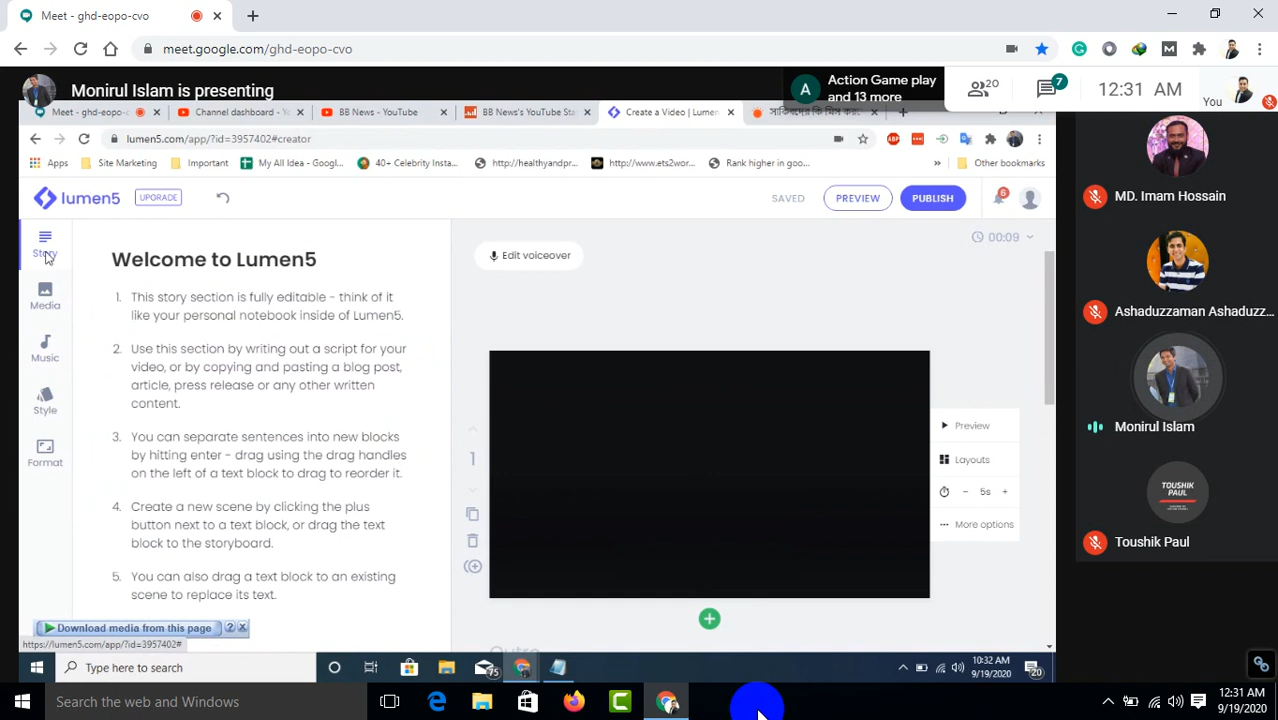 Meet - ghd-eopo-cvo
meet.google.com/ghd-eopo-cvo
Monirul Islam is presenting
Action Game play
and 13 more
20
7
12:31 AM
You
Meet - ghd-eopo-cv
Channel dashboard - Yo
BB News - YouTube
BB News's YouTube Sta
Create a Video | Lumen
lumen5.com/app/?id=3957402#creator
Apps
Site Marketing
Important
My All Idea - Googl...
40+ Celebrity Insta...
http://healthyandpr...
http://www.ets2wor...
Rank higher in goo...
Other bookmarks
lumen5
UPGRADE
SAVED
PREVIEW
PUBLISH
6
Story
Media
Music
Style
Format
Welcome to Lumen5
1. This story section is fully editable - think of it
like your personal notebook inside of Lumen5.
2. Use this section by writing out a script for your
video, or by copying and pasting a blog post,
article, press release or any other written
content.
3. You can separate sentences into new blocks
by hitting enter - drag using the drag handles
on the left of a text block to drag to reorder it.
4. Create a new scene by clicking the plus
button next to a text block, or drag the text
block to the storyboard.
5. You can also drag a text block to an existing
scene to replace its text.
Edit voiceover
00:09
1
Preview
Layouts
- 5s +
More options
Download media from this page
https://lumen5.com/app/?id=3957402#
Type here to search
75
10:32 AM
9/19/2020
20
MD. Imam Hossain
Ashaduzzaman Ashaduzz...
Monirul Islam
TOUSHIK
PAUL
Toushik Paul
Search the web and Windows
12:31 AM
9/19/2020